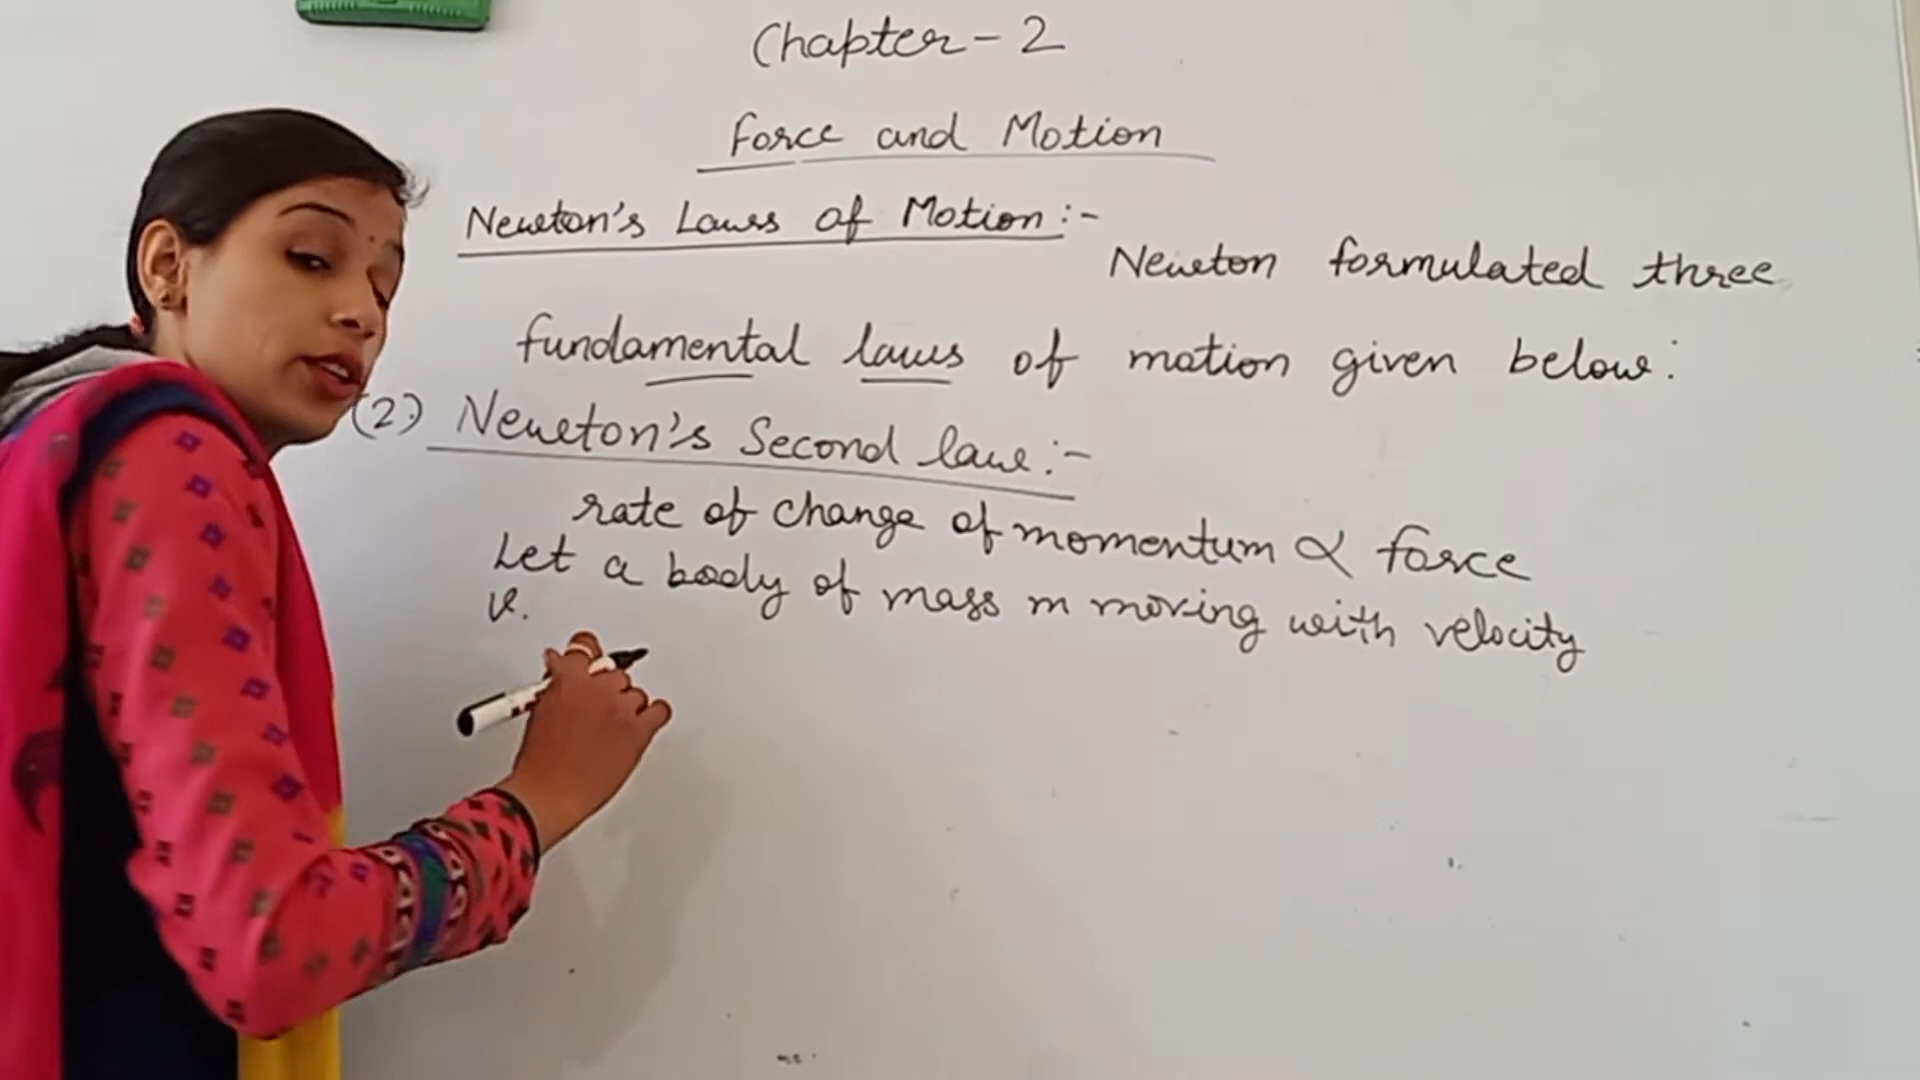 Chapter-2
Force and Motion
Newton's Laws of Motion:-
Newton formulated three
fundamental laws of motion given below:
(2) Newton's Second law:-
rate of change of momentum ∝ force
Let a body of mass m moving with velocity
v.